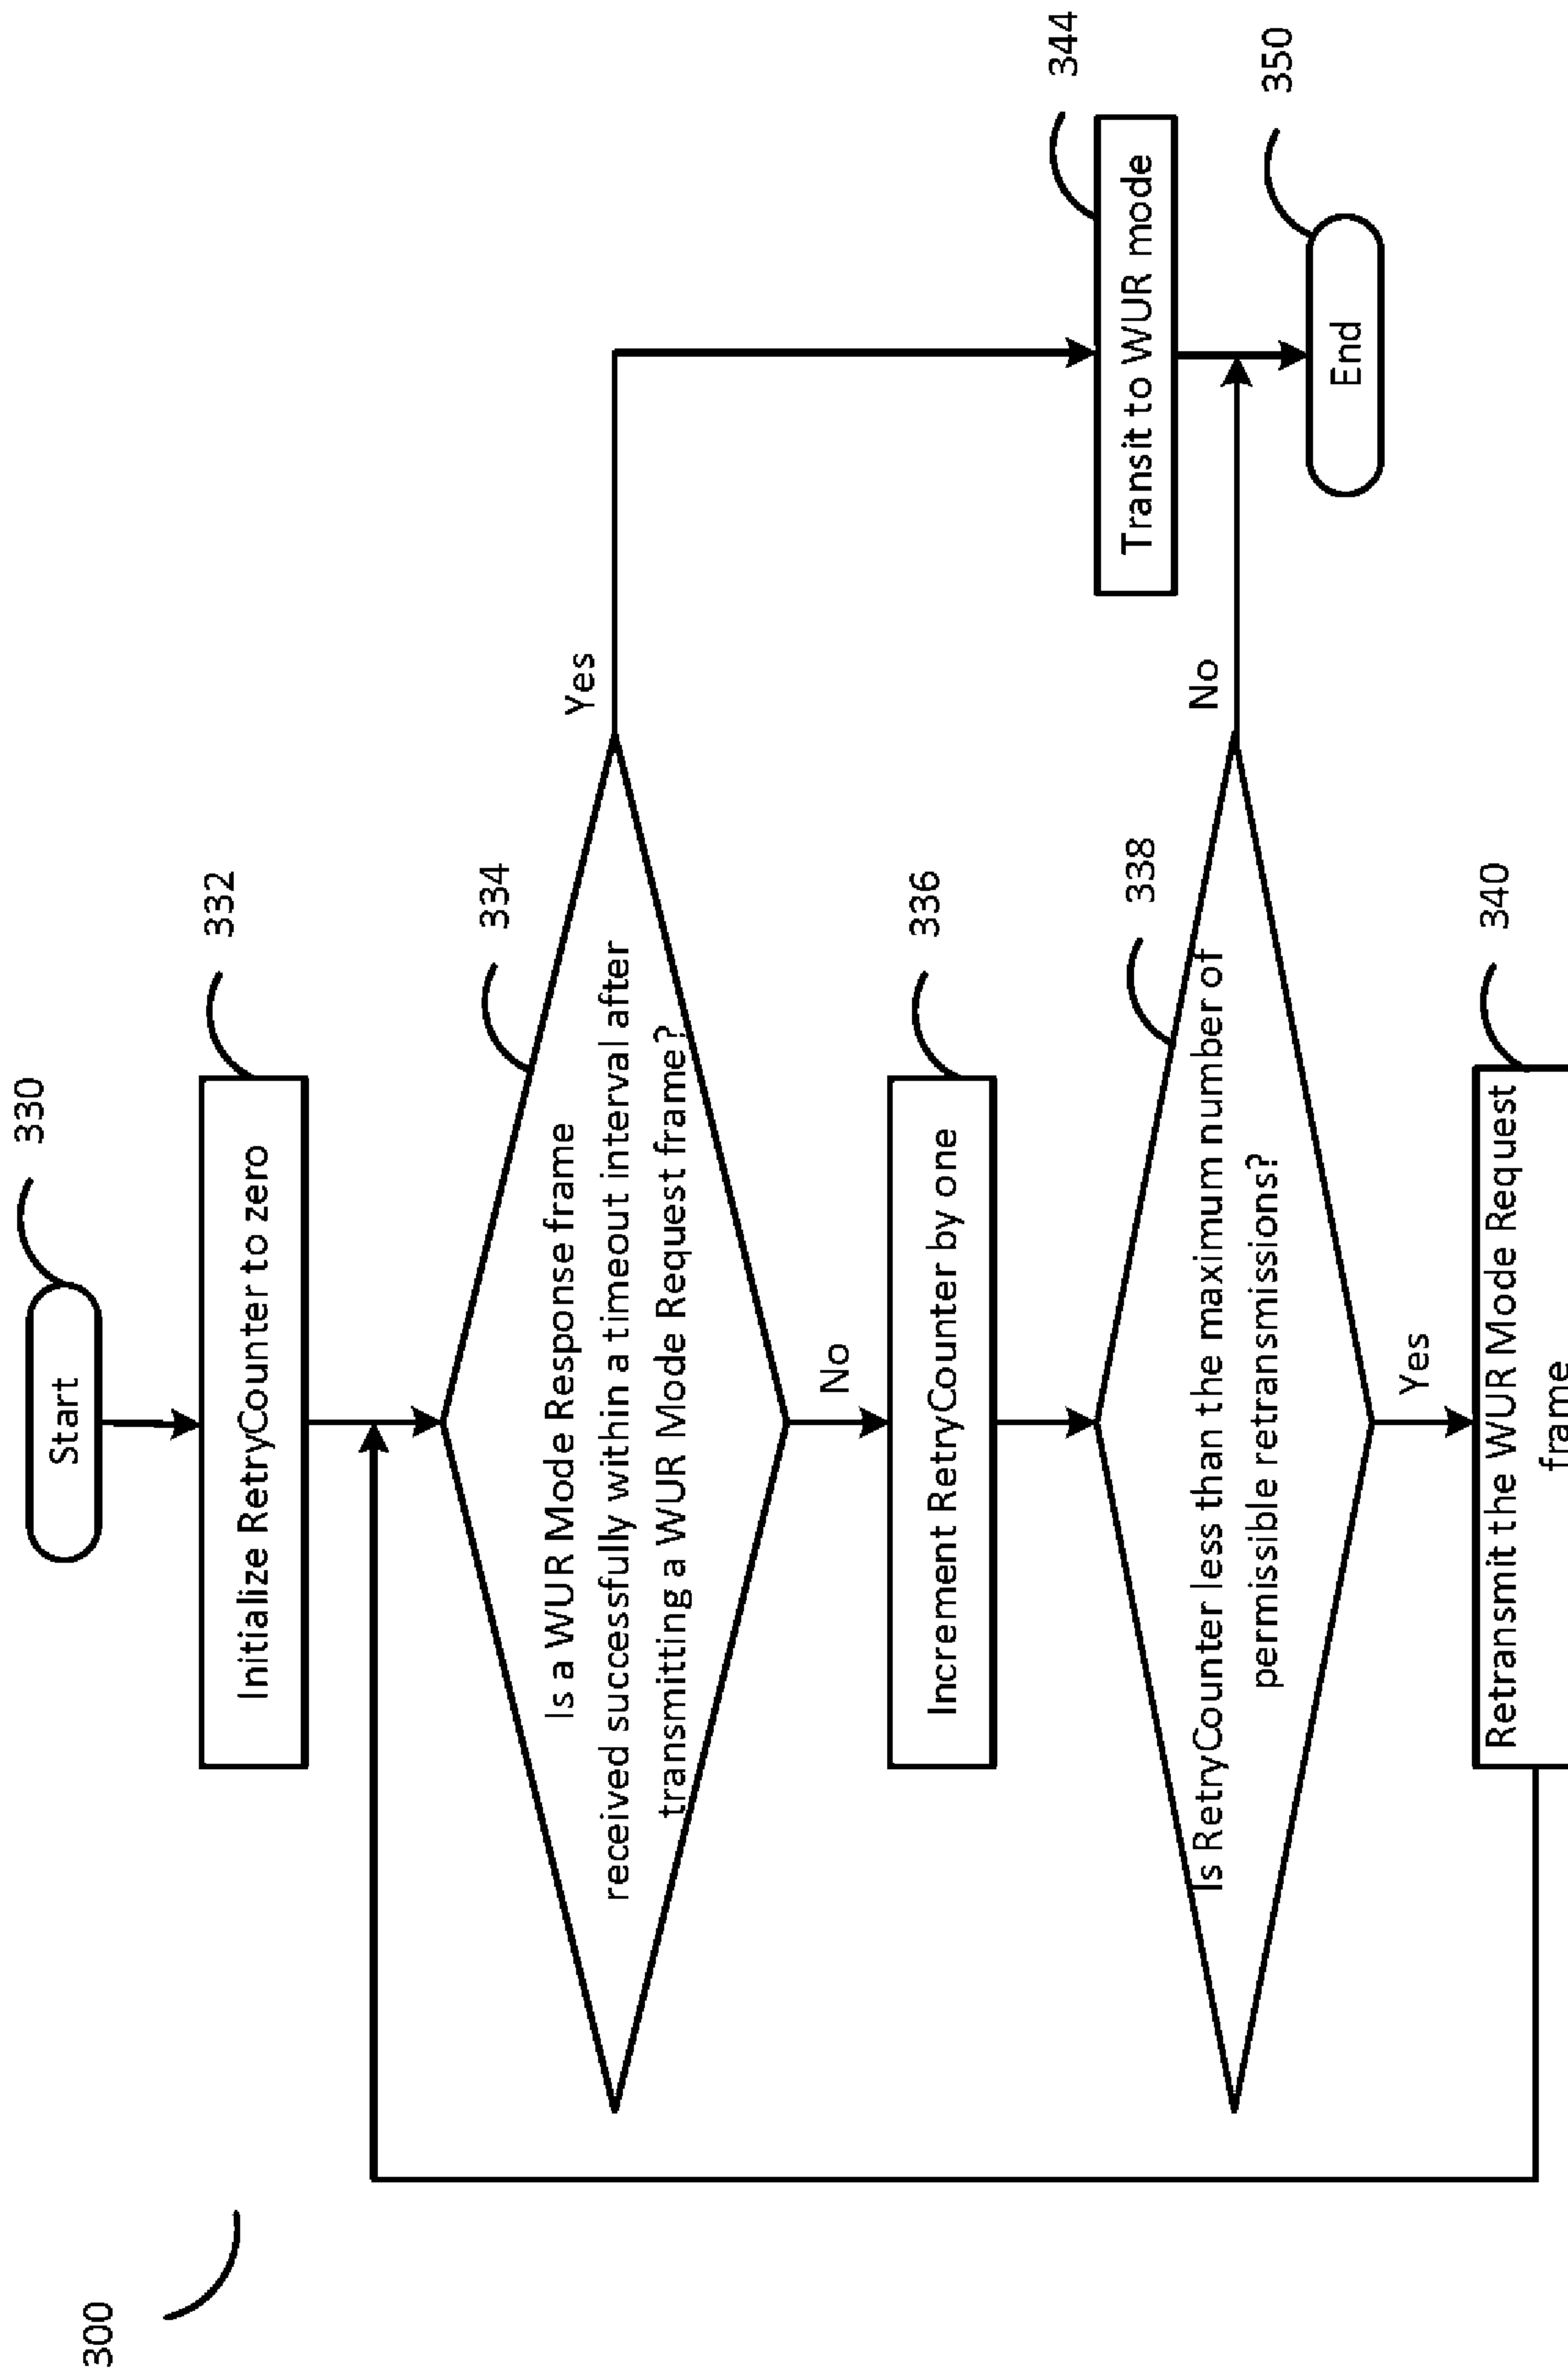 300
330
Start
332
Initialize RetryCounter to zero
334
Is a WUR Mode Response frame
received successfully within a timeout interval after
transmitting a WUR Mode Request frame?
Yes
No
336
Increment RetryCounter by one
338
Is RetryCounter less than the maximum number of
permissible retransmissions?
No
Yes
340
Retransmit the WUR Mode Request
frame
344
Transit to WUR mode
350
End